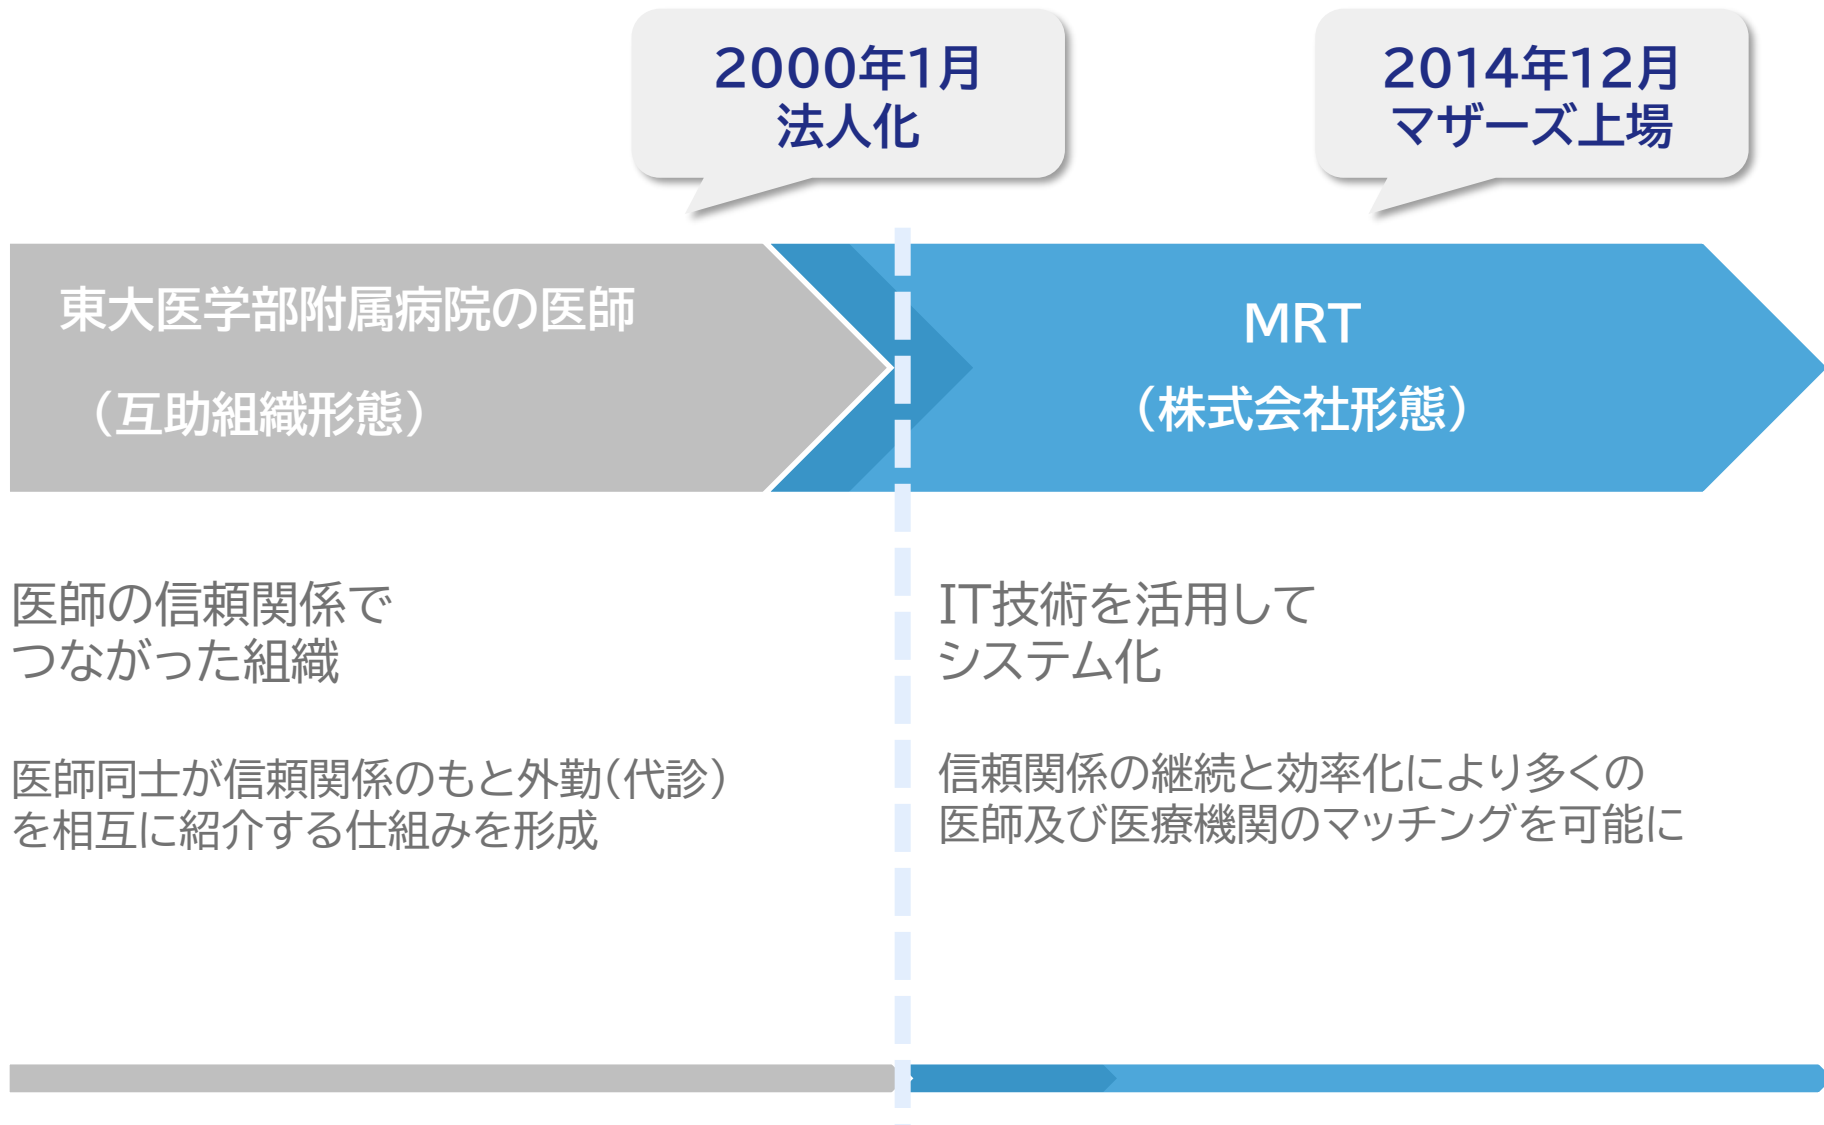 2000年1月
法人化
2014年12月
マザーズ上場
東大医学部附属病院の医師
（互助組織形態）
MRT
（株式会社形態）
医師の信頼関係で
つながった組織
医師同士が信頼関係のもと外勤（代診）
を相互に紹介する仕組みを形成
IT技術を活用して
システム化
信頼関係の継続と効率化により多くの
医師及び医療機関のマッチングを可能に